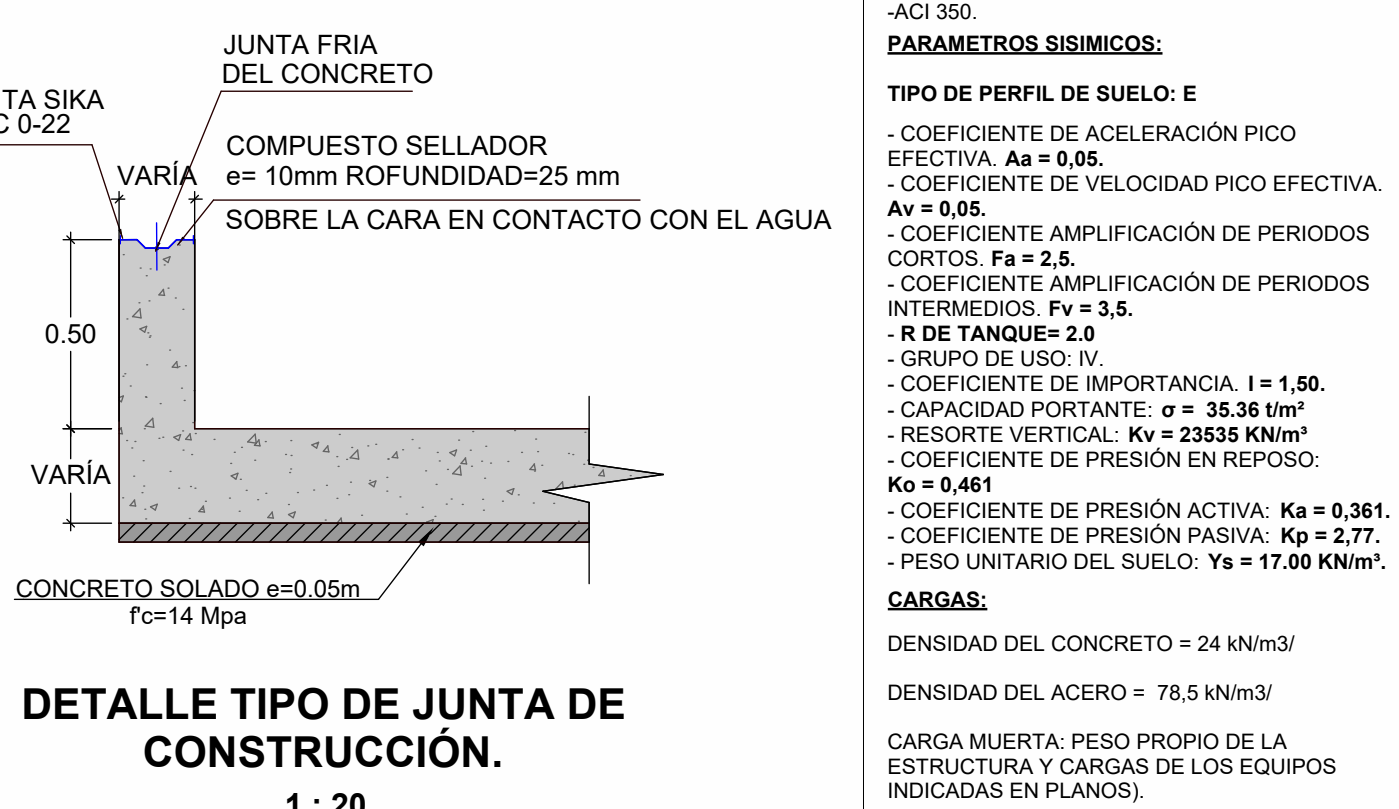 JUNTA FRIA
DEL CONCRETO
TA SIKA
C 0-22
COMPUESTO SELLADOR
VARÍA
e= 10mm ROFUNDIDAD=25 mm
SOBRE LA CARA EN CONTACTO CON EL AGUA
0.50
VARÍA
CONCRETO SOLADO e=0.05m
f'c=14 Mpa
DETALLE TIPO DE JUNTA DE
CONSTRUCCIÓN.
1 : 20
-ACI 350.
PARAMETROS SISIMICOS:
TIPO DE PERFIL DE SUELO: E
- COEFICIENTE DE ACELERACIÓN PICO
EFECTIVA. Aa = 0,05.
- COEFICIENTE DE VELOCIDAD PICO EFECTIVA.
Av = 0,05.
- COEFICIENTE AMPLIFICACIÓN DE PERIODOS
CORTOS. Fa = 2,5.
- COEFICIENTE AMPLIFICACIÓN DE PERIODOS
INTERMEDIOS. Fv = 3,5.
- R DE TANQUE= 2.0
- GRUPO DE USO: IV.
- COEFICIENTE DE IMPORTANCIA. I = 1,50.
- CAPACIDAD PORTANTE: σ = 35.36 t/m²
- RESORTE VERTICAL: Kv = 23535 KN/m³
- COEFICIENTE DE PRESIÓN EN REPOSO:
Ko = 0,461
- COEFICIENTE DE PRESIÓN ACTIVA: Ka = 0,361.
- COEFICIENTE DE PRESIÓN PASIVA: Kp = 2,77.
- PESO UNITARIO DEL SUELO: Ys = 17.00 KN/m³.
CARGAS:
DENSIDAD DEL CONCRETO = 24 kN/m3/
DENSIDAD DEL ACERO = 78,5 kN/m3/
CARGA MUERTA: PESO PROPIO DE LA
ESTRUCTURA Y CARGAS DE LOS EQUIPOS
INDICADAS EN PLANOS).